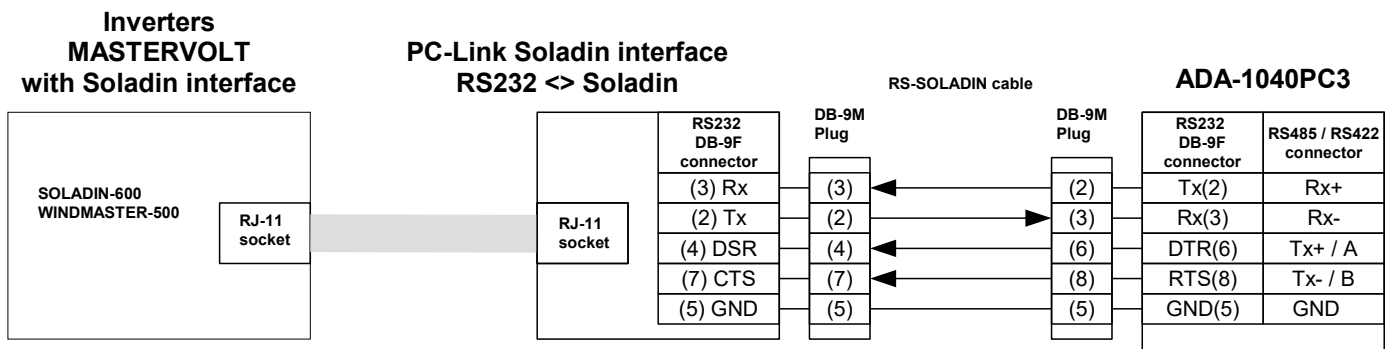 Inverters
MASTERVOLT
with Soladin interface
PC-Link Soladin interface
RS232 <> Soladin
RS-SOLADIN cable
ADA-1040PC3
SOLADIN-600
WINDMASTER-500
RJ-11
socket
RJ-11
socket
RS232
DB-9F
connector
(3) Rx
(2) Tx
(4) DSR
(7) CTS
(5) GND
DB-9M
Plug
(3)
(2)
(4)
(7)
(5)
DB-9M
Plug
(2)
(3)
(6)
(8)
(5)
RS232
DB-9F
connector
Tx(2)
Rx(3)
DTR(6)
RTS(8)
GND(5)
RS485 / RS422
connector
Rx+
Rx-
Tx+ / A
Tx- / B
GND